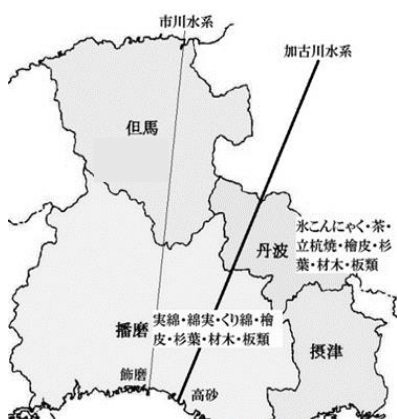 市川水系
加古川水系
但馬
氷こんにゃく・茶・
立杭焼・檜皮・杉
葉・材木・板類
丹波
実綿・綿実・くり綿・檜
皮・杉葉・材木・板類
播磨
摂津
飾磨
高砂